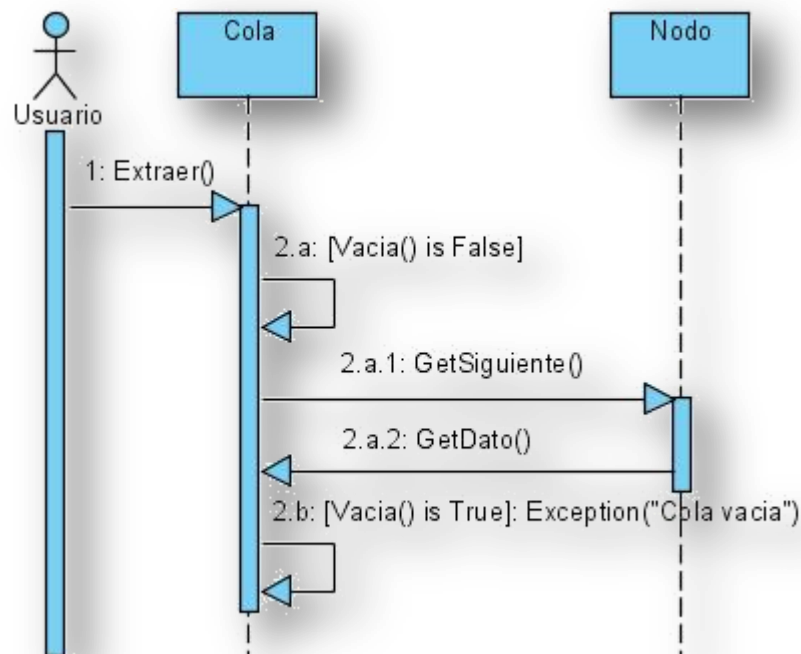 Cola
Nodo
Usuario
1: Extraer()
2.a: [Vacia() is False]
2.a.1: GetSiguiente()
2.a.2: GetDato()
2.b: [Vacia() is True]: Exception("Cola vacia")